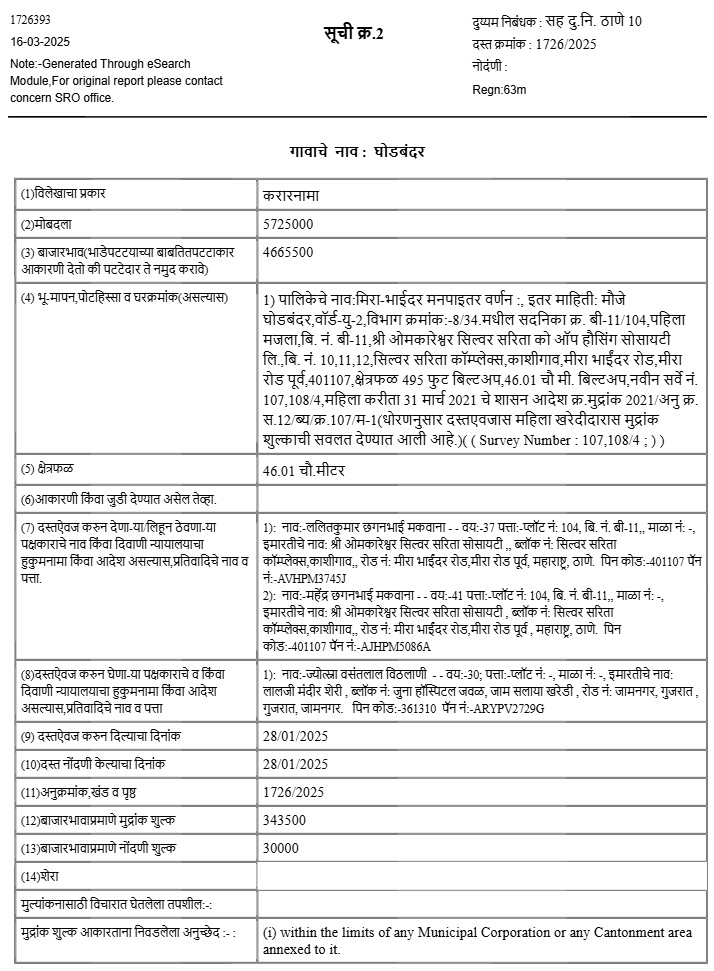 1726393
16-03-2025
Note:-Generated Through eSearch
Module,For original report please contact
concern SRO office.
सूची क्र.2
दुय्यम निबंधक : सह दु.नि. ठाणे 10
दस्त क्रमांक : 1726/2025
नोदंणी :
Regn:63m
गावाचे नाव : घोडबंदर
(1)विलेखाचा प्रकार
करारनामा
(2)मोबदला
5725000
(3) बाजारभाव(भाडेपटटयाच्या बाबतितपटटाकार
आकारणी देतो की पटटेदार ते नमुद करावे)
4665500
(4) भू-मापन,पोटहिस्सा व घरक्रमांक(असल्यास)
1) पालिकेचे नाव:मिरा-भाईदर मनपाइतर वर्णन :, इतर माहिती: मौजे
घोडबंदर,वॉर्ड-यु-2,विभाग क्रमांक:-8/34.मधील सदनिका क्र. बी-11/104,पहिला
मजला,बि. नं. बी-11,श्री ओमकारेश्वर सिल्वर सरिता को ऑप हौसिंग सोसायटी
लि.,बि. नं. 10,11,12,सिल्वर सरिता कॉम्प्लेक्स,काशीगाव,मीरा भाईंदर रोड,मीरा
रोड पूर्व,401107,क्षेत्रफळ 495 फुट बिल्टअप,46.01 चौ मी. बिल्टअप,नवीन सर्वे नं.
107,108/4,महिला करीता 31 मार्च 2021 चे शासन आदेश क्र.मुद्रांक 2021/अनु क्र.
स.12/ब्य/क्र.107/म-1(धोरणनुसार दस्तएवजास महिला खरेदीदारास मुद्रांक
शुल्काची सवलत देण्यात आली आहे.)( ( Survey Number : 107,108/4 ; ) )
(5) क्षेत्रफळ
46.01 चौ.मीटर
(6)आकारणी किंवा जुडी देण्यात असेल तेव्हा.
(7) दस्तऐवज करुन देणा-या/लिहून ठेवणा-या
पक्षकाराचे नाव किंवा दिवाणी न्यायालयाचा
हुकुमनामा किंवा आदेश असल्यास,प्रतिवादिचे नाव व
पत्ता.
1): नाव:-ललितकुमार छगनभाई मकवाना - - वय:-37 पत्ता:-प्लॉट नं: 104, बि. नं. बी-11,, माळा नं: -,
इमारतीचे नाव: श्री ओमकारेश्वर सिल्वर सरिता सोसायटी ,, ब्लॉक नं: सिल्वर सरिता
कॉम्प्लेक्स,काशीगाव,, रोड नं: मीरा भाईंदर रोड,मीरा रोड पूर्व, महाराष्ट्र, ठाणे. पिन कोड:-401107 पॅन
नं:-AVHPM3745J
2): नाव:-महेंद्र छगनभाई मकवाना - - वय:-41 पत्ता:-प्लॉट नं: 104, बि. नं. बी-11,, माळा नं: -,
इमारतीचे नाव: श्री ओमकारेश्वर सिल्वर सरिता सोसायटी , ब्लॉक नं: सिल्वर सरिता
कॉम्प्लेक्स,काशीगाव,, रोड नं: मीरा भाईंदर रोड,मीरा रोड पूर्व , महाराष्ट्र, ठाणे. पिन
कोड:-401107 पॅन नं:-AJHPM5086A
(8)दस्तऐवज करुन घेणा-या पक्षकाराचे व किंवा
दिवाणी न्यायालयाचा हुकुमनामा किंवा आदेश
असल्यास,प्रतिवादिचे नाव व पत्ता
1): नाव:-ज्योत्स्ना वसंतलाल विठलाणी - - वय:-30; पत्ता:-प्लॉट नं: -, माळा नं: -, इमारतीचे नाव:
लालजी मंदीर शेरी , ब्लॉक नं: जुना हॉस्पिटल जवळ, जाम सलाया खरेडी , रोड नं: जामनगर, गुजरात ,
गुजरात, जामनगर. पिन कोड:-361310 पॅन नं:-ARYPV2729G
(9) दस्तऐवज करुन दिल्याचा दिनांक
28/01/2025
(10)दस्त नोंदणी केल्याचा दिनांक
28/01/2025
(11)अनुक्रमांक,खंड व पृष्ठ
1726/2025
(12)बाजारभावाप्रमाणे मुद्रांक शुल्क
343500
(13)बाजारभावाप्रमाणे नोंदणी शुल्क
30000
(14)शेरा
मुल्यांकनासाठी विचारात घेतलेला तपशील:-:
मुद्रांक शुल्क आकारताना निवडलेला अनुच्छेद :- :
(i) within the limits of any Municipal Corporation or any Cantonment area
annexed to it.